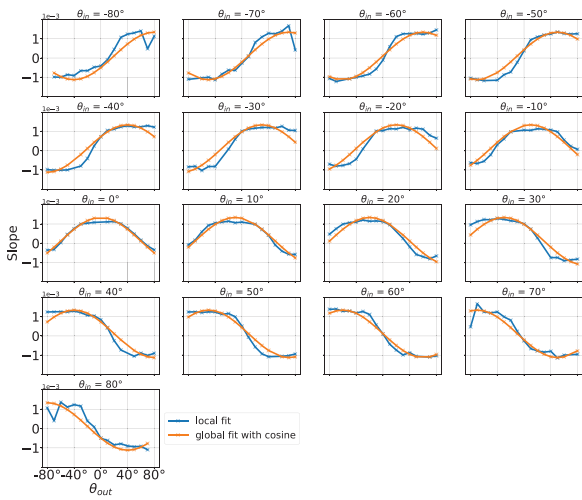 θin = -80° θin = -70° θin = -60° θin = -50°
1e−3 1e−3
1
0
−1
θin = -40° θin = -30° θin = -20° θin = -10°
1e−3
1
0
−1
θin = 0° θin = 10° θin = 20° θin = 30°
1e−3
1
0
−1
Slope
θin = 40° θin = 50° θin = 60° θin = 70°
1e−3
1
0
−1
θin = 80°
1e−3
1
0
−1
local fit
global fit with cosine
-80° -40° 0° 40° 80°
θout